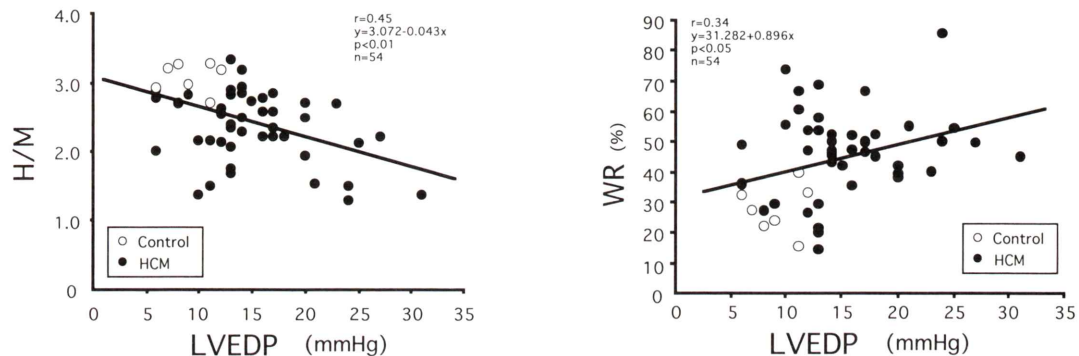 4.0
3.0
2.0
1.0
0
H/M
r=0.45
y=3.072-0.043x
p<0.01
n=54
Control
HCM
0 5 10 15 20 25 30 35
LVEDP (mmHg)
90
80
70
60
50
40
30
20
10
0
WR (%)
r=0.34
y=31.282+0.896x
p<0.05
n=54
Control
HCM
0 5 10 15 20 25 30 35
LVEDP (mmHg)